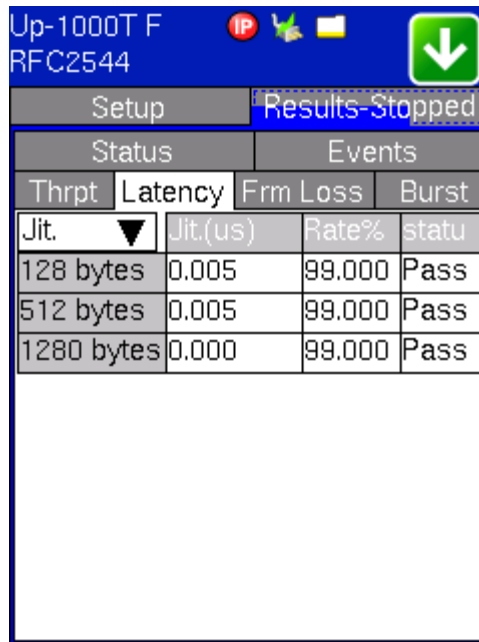 Up-1000T F IP
RFC2544
Setup Results-Stopped
Status Events
Thrpt Latency Frm Loss Burst
Jit. Jit.(us) Rate% statu
128 bytes 0.005 99.000 Pass
512 bytes 0.005 99.000 Pass
1280 bytes 0.000 99.000 Pass